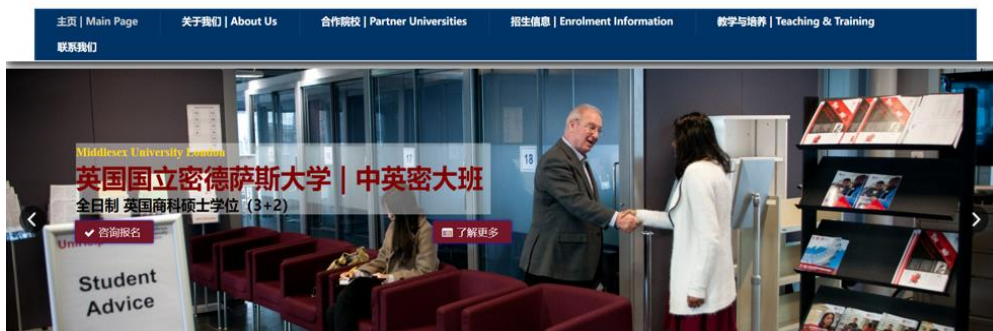 主页 | Main Page
关于我们 | About Us
合作院校 | Partner Universities
招生信息 | Enrolment Information
教学与培养 | Teaching & Training
联系我们
Middlesex University London
英国国立密德萨斯大学 | 中英密大班
全日制 英国商科硕士学位（3+2）
咨询报名
了解更多
17
18
Student
Advice